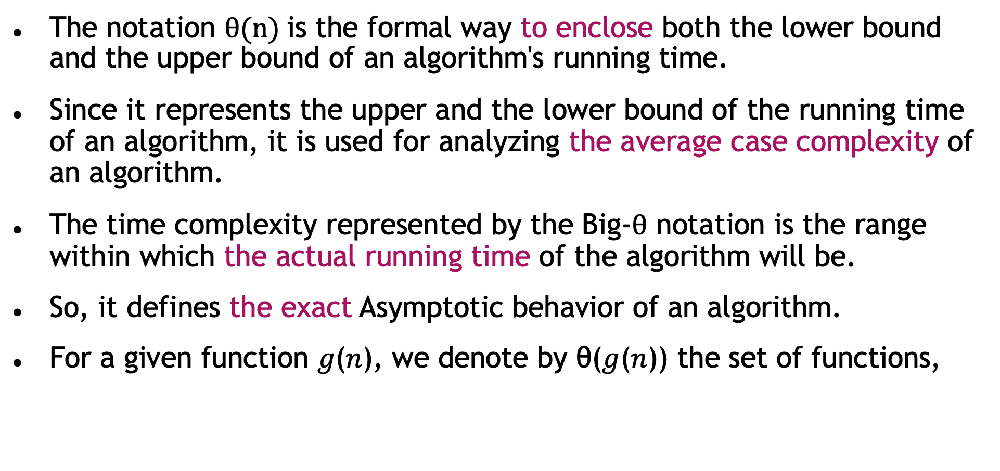 • The notation θ(n) is the formal way to enclose both the lower bound
and the upper bound of an algorithm's running time.
• Since it represents the upper and the lower bound of the running time
of an algorithm, it is used for analyzing the average case complexity of
an algorithm.
• The time complexity represented by the Big-θ notation is the range
within which the actual running time of the algorithm will be.
• So, it defines the exact Asymptotic behavior of an algorithm.
• For a given function g(n), we denote by θ(g(n)) the set of functions,